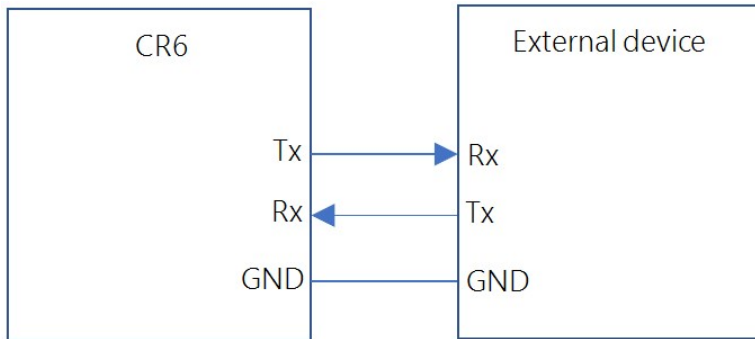 CR6
External device
Tx
Rx
Rx
Tx
GND
GND